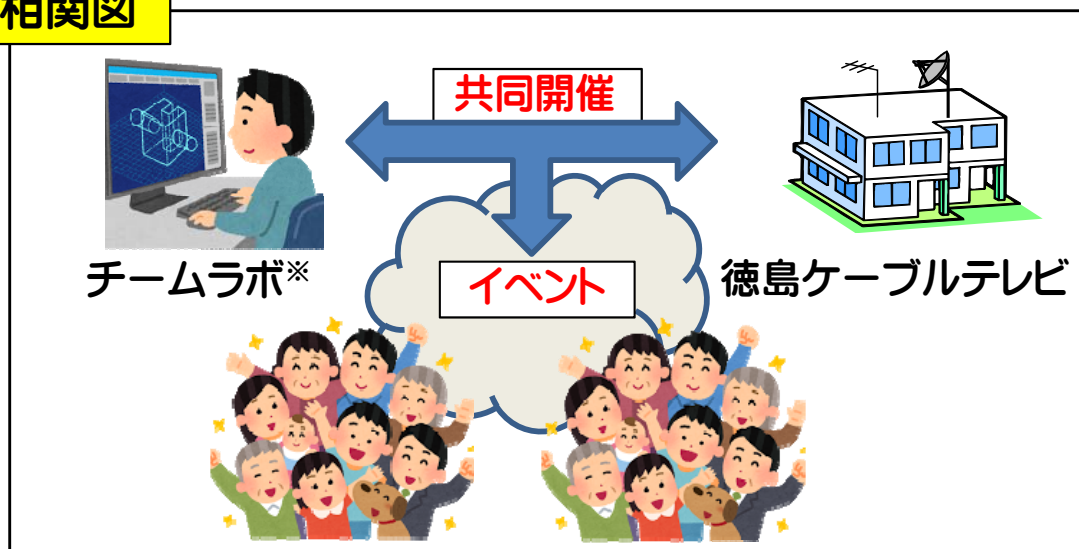 相関図
共同開催
チームラボ※
イベント
徳島ケーブルテレビ